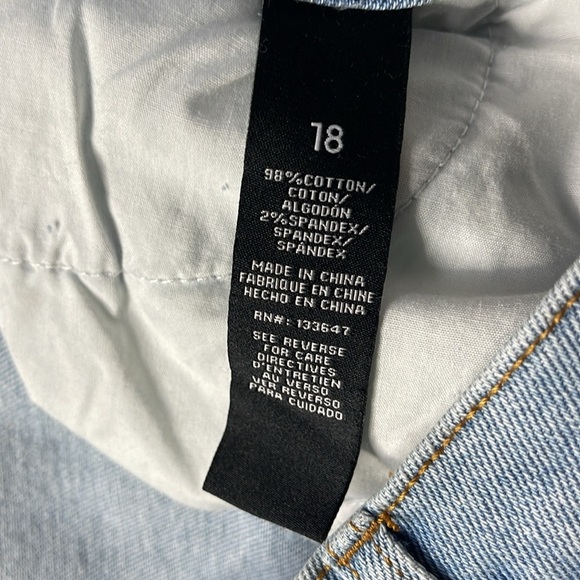 18
98%COTTON/
COTON/
ALGODÓN
2%SPANDEX/
SPANDEX/
SPÁNDEX
MADE IN CHINA
FABRIQUE EN CHINE
HECHO EN CHINA
RN#: 133647
SEE REVERSE
FOR CARE
DIRECTIVES
D'ENTRETIEN
AU VERSO
VER REVERSO
PARA CUIDADO